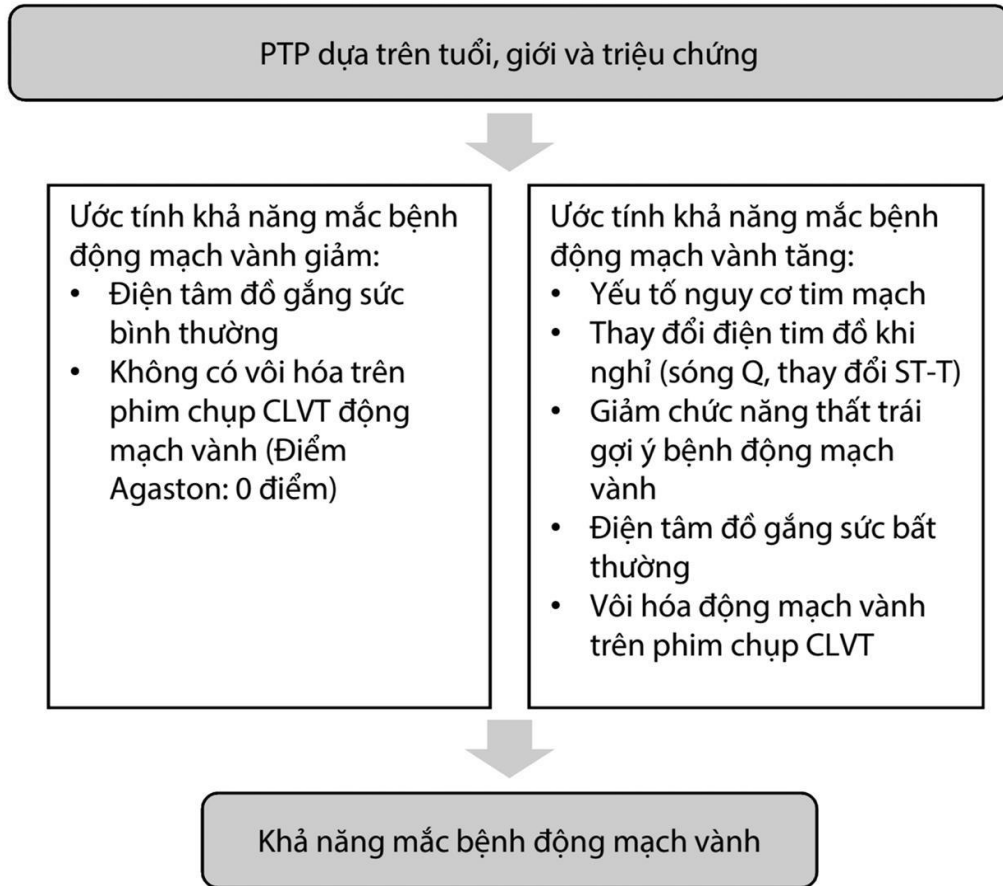 PTP dựa trên tuổi, giới và triệu chứng
Ước tính khả năng mắc bệnh
động mạch vành giảm:
• Điện tâm đồ gắng sức
bình thường
• Không có vôi hóa trên
phim chụp CLVT động
mạch vành (Điểm
Agaston: 0 điểm)
Ước tính khả năng mắc bệnh
động mạch vành tăng:
• Yếu tố nguy cơ tim mạch
• Thay đổi điện tim đồ khi
nghỉ (sóng Q, thay đổi ST-T)
• Giảm chức năng thất trái
gợi ý bệnh động mạch
vành
• Điện tâm đồ gắng sức bất
thường
• Vôi hóa động mạch vành
trên phim chụp CLVT
Khả năng mắc bệnh động mạch vành